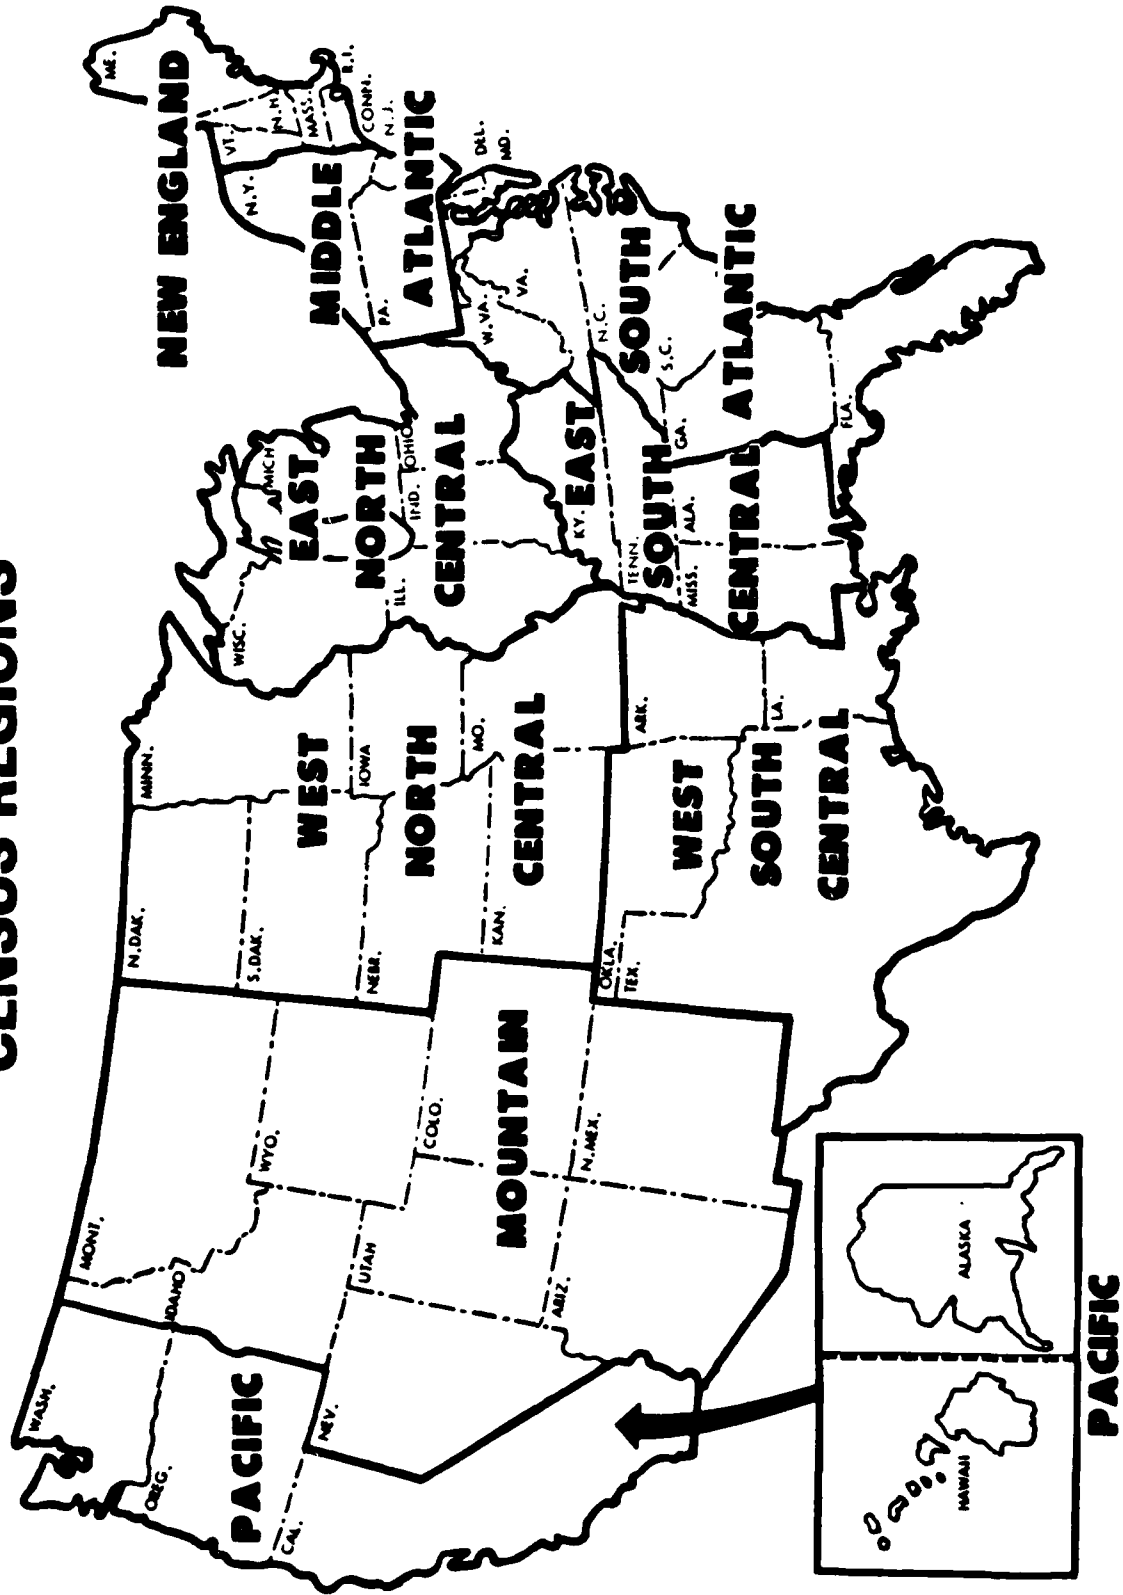 CENSUS REGIONS
WASH.
OREG.
PACIFIC
CAL.
NEV.
IDAHO
MONT.
WYO.
UTAH
COLO.
MOUNTAIN
ARIZ.
N.MEX.
N.DAK.
S.DAK.
NEBR.
KAN.
MINN.
IOWA
MO.
WEST
NORTH
CENTRAL
OKLA.
TEX.
ARK.
LA.
WEST
SOUTH
CENTRAL
WISC.
MICH
ILL.
IND.
OHIO
EAST
NORTH
CENTRAL
KY.
TENN.
MISS.
ALA.
EAST
SOUTH
CENTRAL
NEW ENGLAND
ME.
VT.
N.H.
MASS.
R.I.
CONN.
N.Y.
N.J.
PA.
MIDDLE
ATLANTIC
DEL.
MD.
W.VA.
VA.
N.C.
S.C.
GA.
FLA.
SOUTH
ATLANTIC
HAWAII
ALASKA
PACIFIC